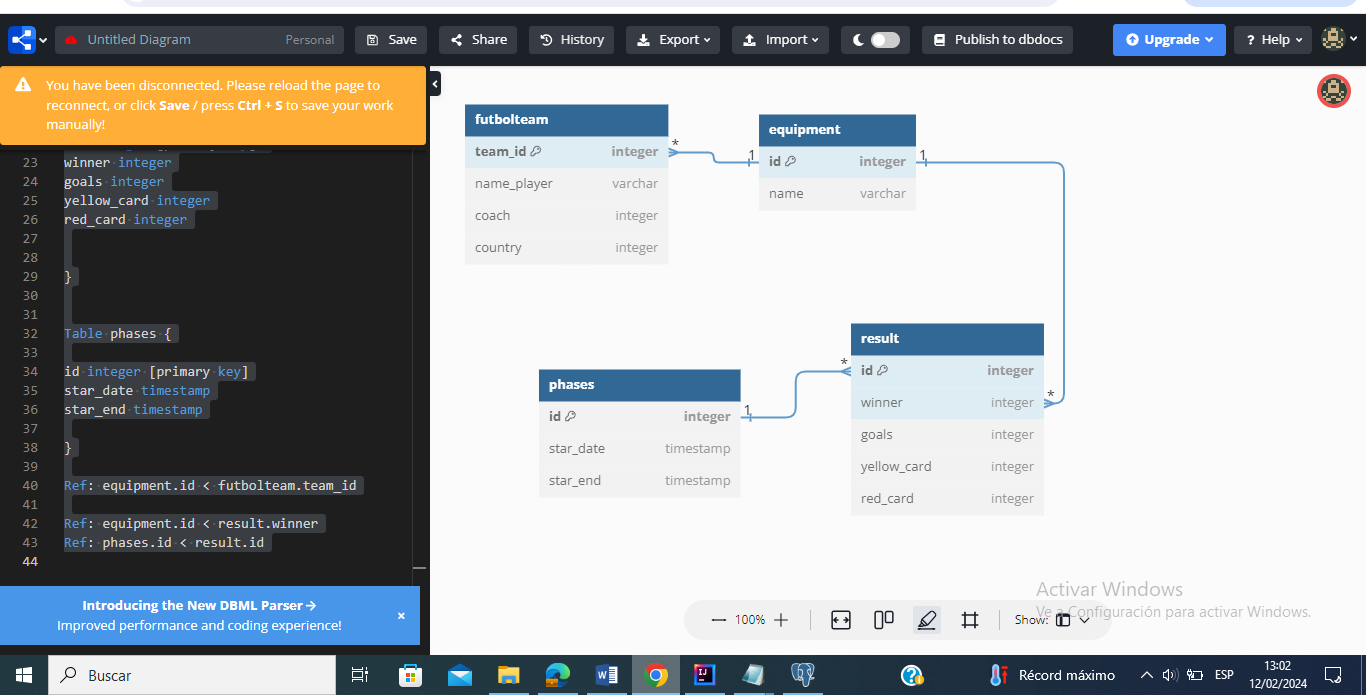 Untitled Diagram
Personal
Save
Share
History
Export
Import
Publish to dbdocs
Upgrade
? Help
You have been disconnected. Please reload the page to
reconnect, or click Save / press Ctrl + S to save your work
manually!
23 winner integer
24 goals integer
25 yellow_card integer
26 red_card integer
27
28
29 }
30
31
32 Table phases {
33
34 id integer [primary key]
35 star_date timestamp
36 star_end timestamp
37
38 }
39
40 Ref: equipment.id < futbolteam.team_id
41
42 Ref: equipment.id < result.winner
43 Ref: phases.id < result.id
44
Introducing the New DBML Parser →
Improved performance and coding experience!
×
futbolteam
team_id integer
name_player varchar
coach integer
country integer
*
1
equipment
id integer
name varchar
1
phases
id integer
star_date timestamp
star_end timestamp
1
*
result
id integer
winner integer
goals integer
yellow_card integer
red_card integer
*
Activar Windows
Ve a Configuración para activar Windows.
100%
Show:
Buscar
Récord máximo
ESP
13:02
12/02/2024